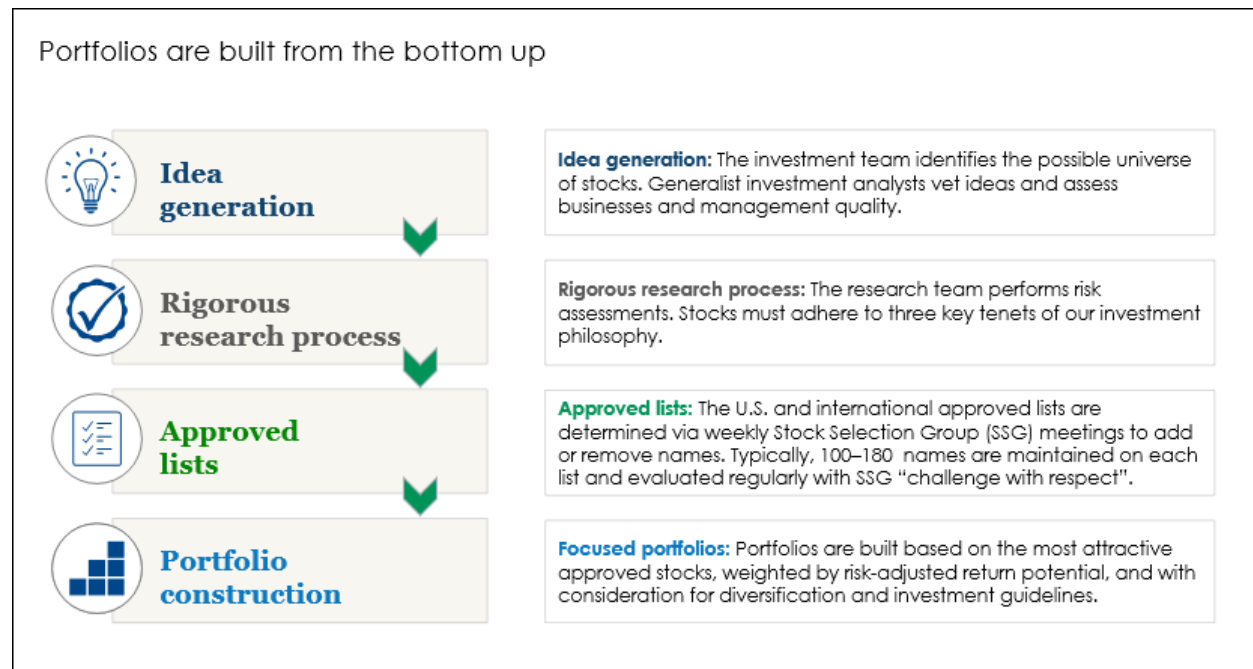 Portfolios are built from the bottom up
Idea
generation
Idea generation: The investment team identifies the possible universe
of stocks. Generalist investment analysts vet ideas and assess
businesses and management quality.
Rigorous
research process
Rigorous research process: The research team performs risk
assessments. Stocks must adhere to three key tenets of our investment
philosophy.
Approved
lists
Approved lists: The U.S. and international approved lists are
determined via weekly Stock Selection Group (SSG) meetings to add
or remove names. Typically, 100–180  names are maintained on each
list and evaluated regularly with SSG “challenge with respect”.
Portfolio
construction
Focused portfolios: Portfolios are built based on the most attractive
approved stocks, weighted by risk-adjusted return potential, and with
consideration for diversification and investment guidelines.